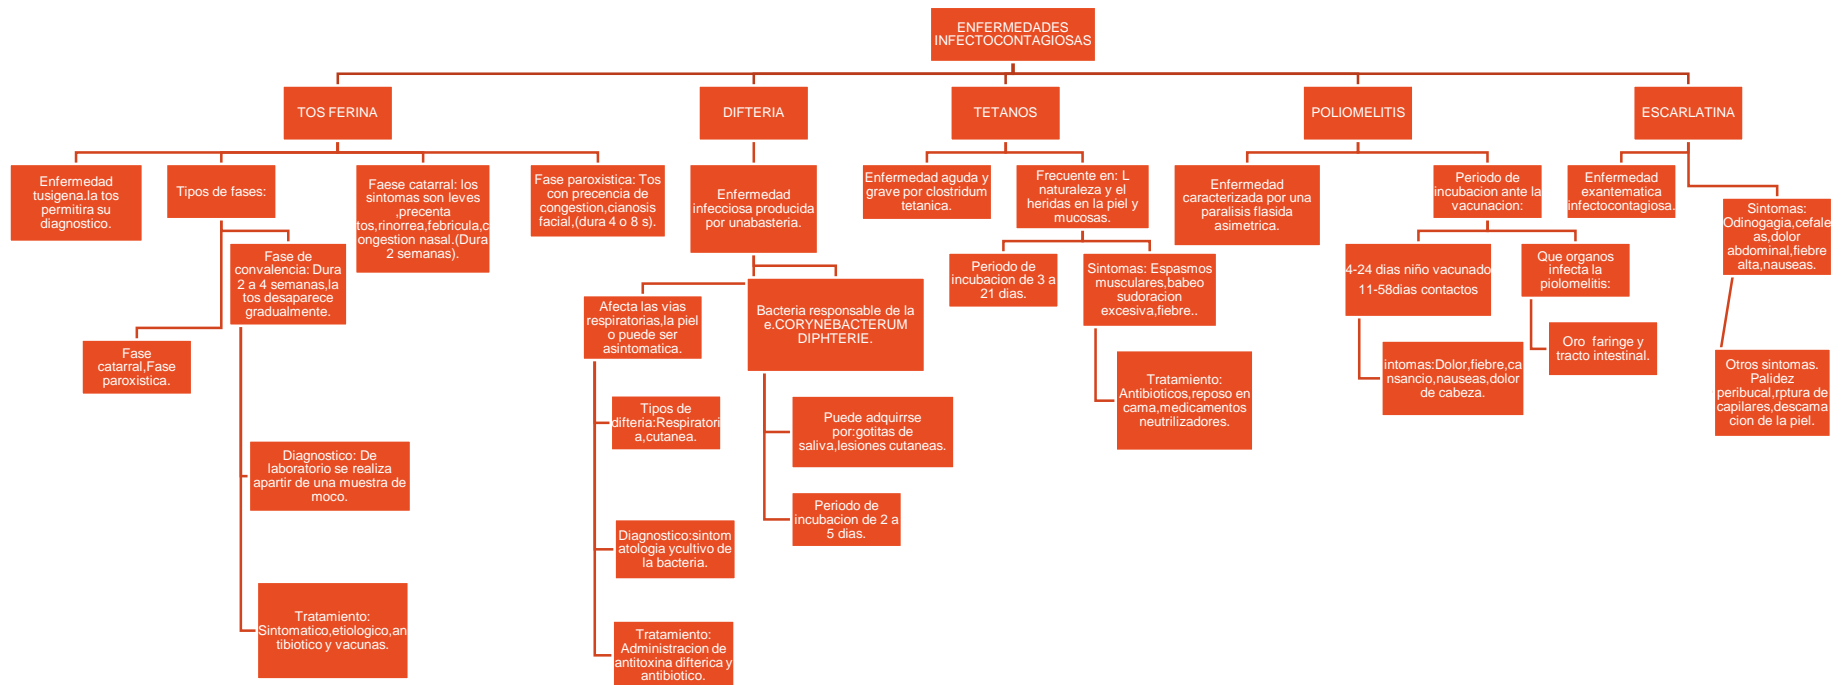 ENFERMEDADES
INFECTOCONTAGIOSAS
TOS FERINA
DIFTERIA
TETANOS
POLIOMELITIS
ESCARLATINA
Enfermedad
tusigena.la tos
permitira su
diagnostico.
Tipos de fases:
Faese catarral: los
sintomas son leves
,precenta
tos,rinorrea,febricula,c
ongestion nasal.(Dura
2 semanas).
Fase paroxistica: Tos
con precencia de
congestion,cianosis
facial,(dura 4 o 8 s).
Fase de
convalencia: Dura
2 a 4 semanas,la
tos desaparece
gradualmente.
Fase
catarral,Fase
paroxistica.
Diagnostico: De
laboratorio se realiza
apartir de una muestra de
moco.
Tratamiento:
Sintomatico,etiologico,an
tibiotico y vacunas.
Enfermedad
infecciosa producida
por unabasteria.
Afecta las vias
respiratorias,la piel
o puede ser
asintomatica.
Bacteria responsable de la
e.CORYNEBACTERUM
DIPHTERIE.
Tipos de
difteria:Respiratori
a,cutanea.
Diagnostico:sintom
atologia ycultivo de
la bacteria.
Tratamiento:
Administracion de
antitoxina difterica y
antibiotico.
Puede adquirrse
por:gotitas de
saliva,lesiones cutaneas.
Periodo de
incubacion de 2 a
5 dias.
Enfermedad aguda y
grave por clostridum
tetanica.
Frecuente en: L
naturaleza y el
heridas en la piel y
mucosas.
Periodo de
incubacion de 3 a
21 dias.
Sintomas: Espasmos
musculares,babeo
sudoracion
excesiva,fiebre..
Tratamiento:
Antibioticos,reposo en
cama,medicamentos
neutrilizadores.
Enfermedad
caracterizada por una
paralisis flasida
asimetrica.
Periodo de
incubacion ante la
vacunacion:
4-24 dias niño vacunado
11-58dias contactos
Que organos
infecta la
piolomelitis:
intomas:Dolor,fiebre,ca
nsancio,nauseas,dolor
de cabeza.
Oro faringe y
tracto intestinal.
Enfermedad
exantematica
infectocontagiosa.
Sintomas:
Odinogagia,cefale
as,dolor
abdominal,fiebre
alta,nauseas.
Otros sintomas.
Palidez
peribucal,rptura de
capilares,descama
cion de la piel.